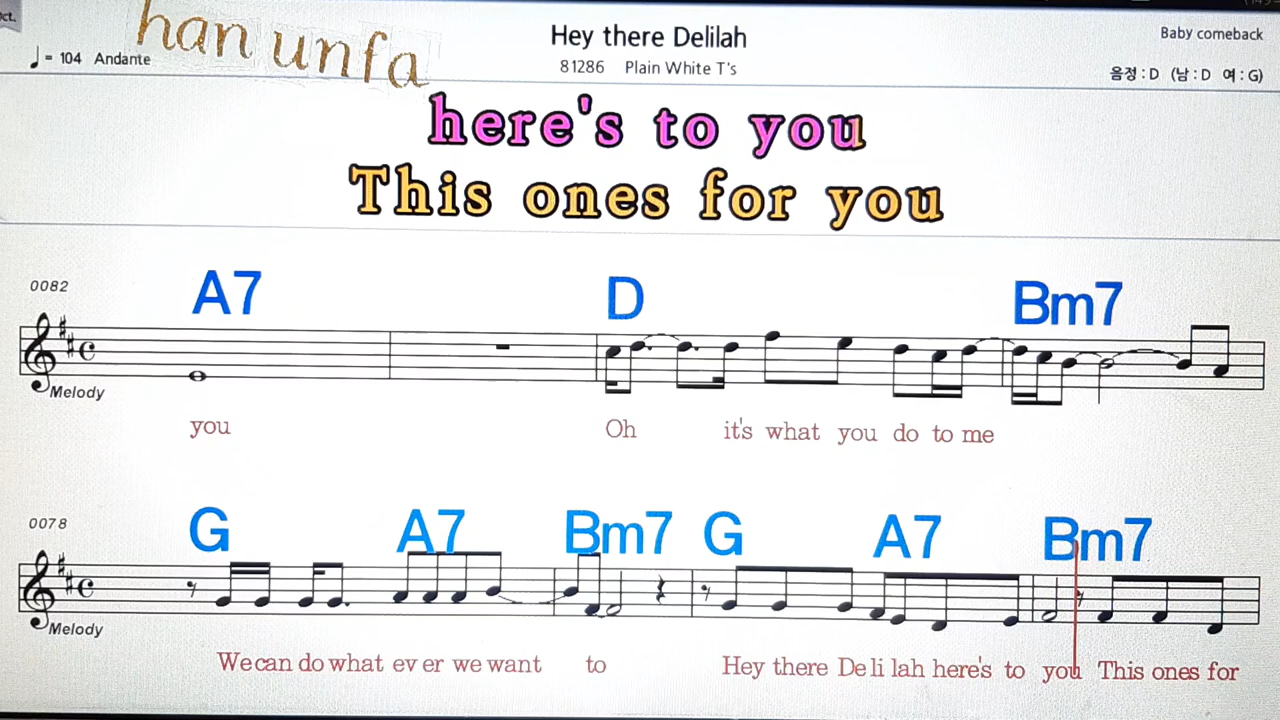 ct.
han unfa
♩ = 104 Andante
Hey there Delilah
81286 Plain White T's
Baby comeback
음정 : D (남 : D 여 : G)
here's to you
This ones for you
0082
A7 D Bm7
Melody
you Oh it's what you do to me
0078
G A7 Bm7 G A7 Bm7
Melody
We can do what ev er we want to Hey there De li lah here's to you This ones for